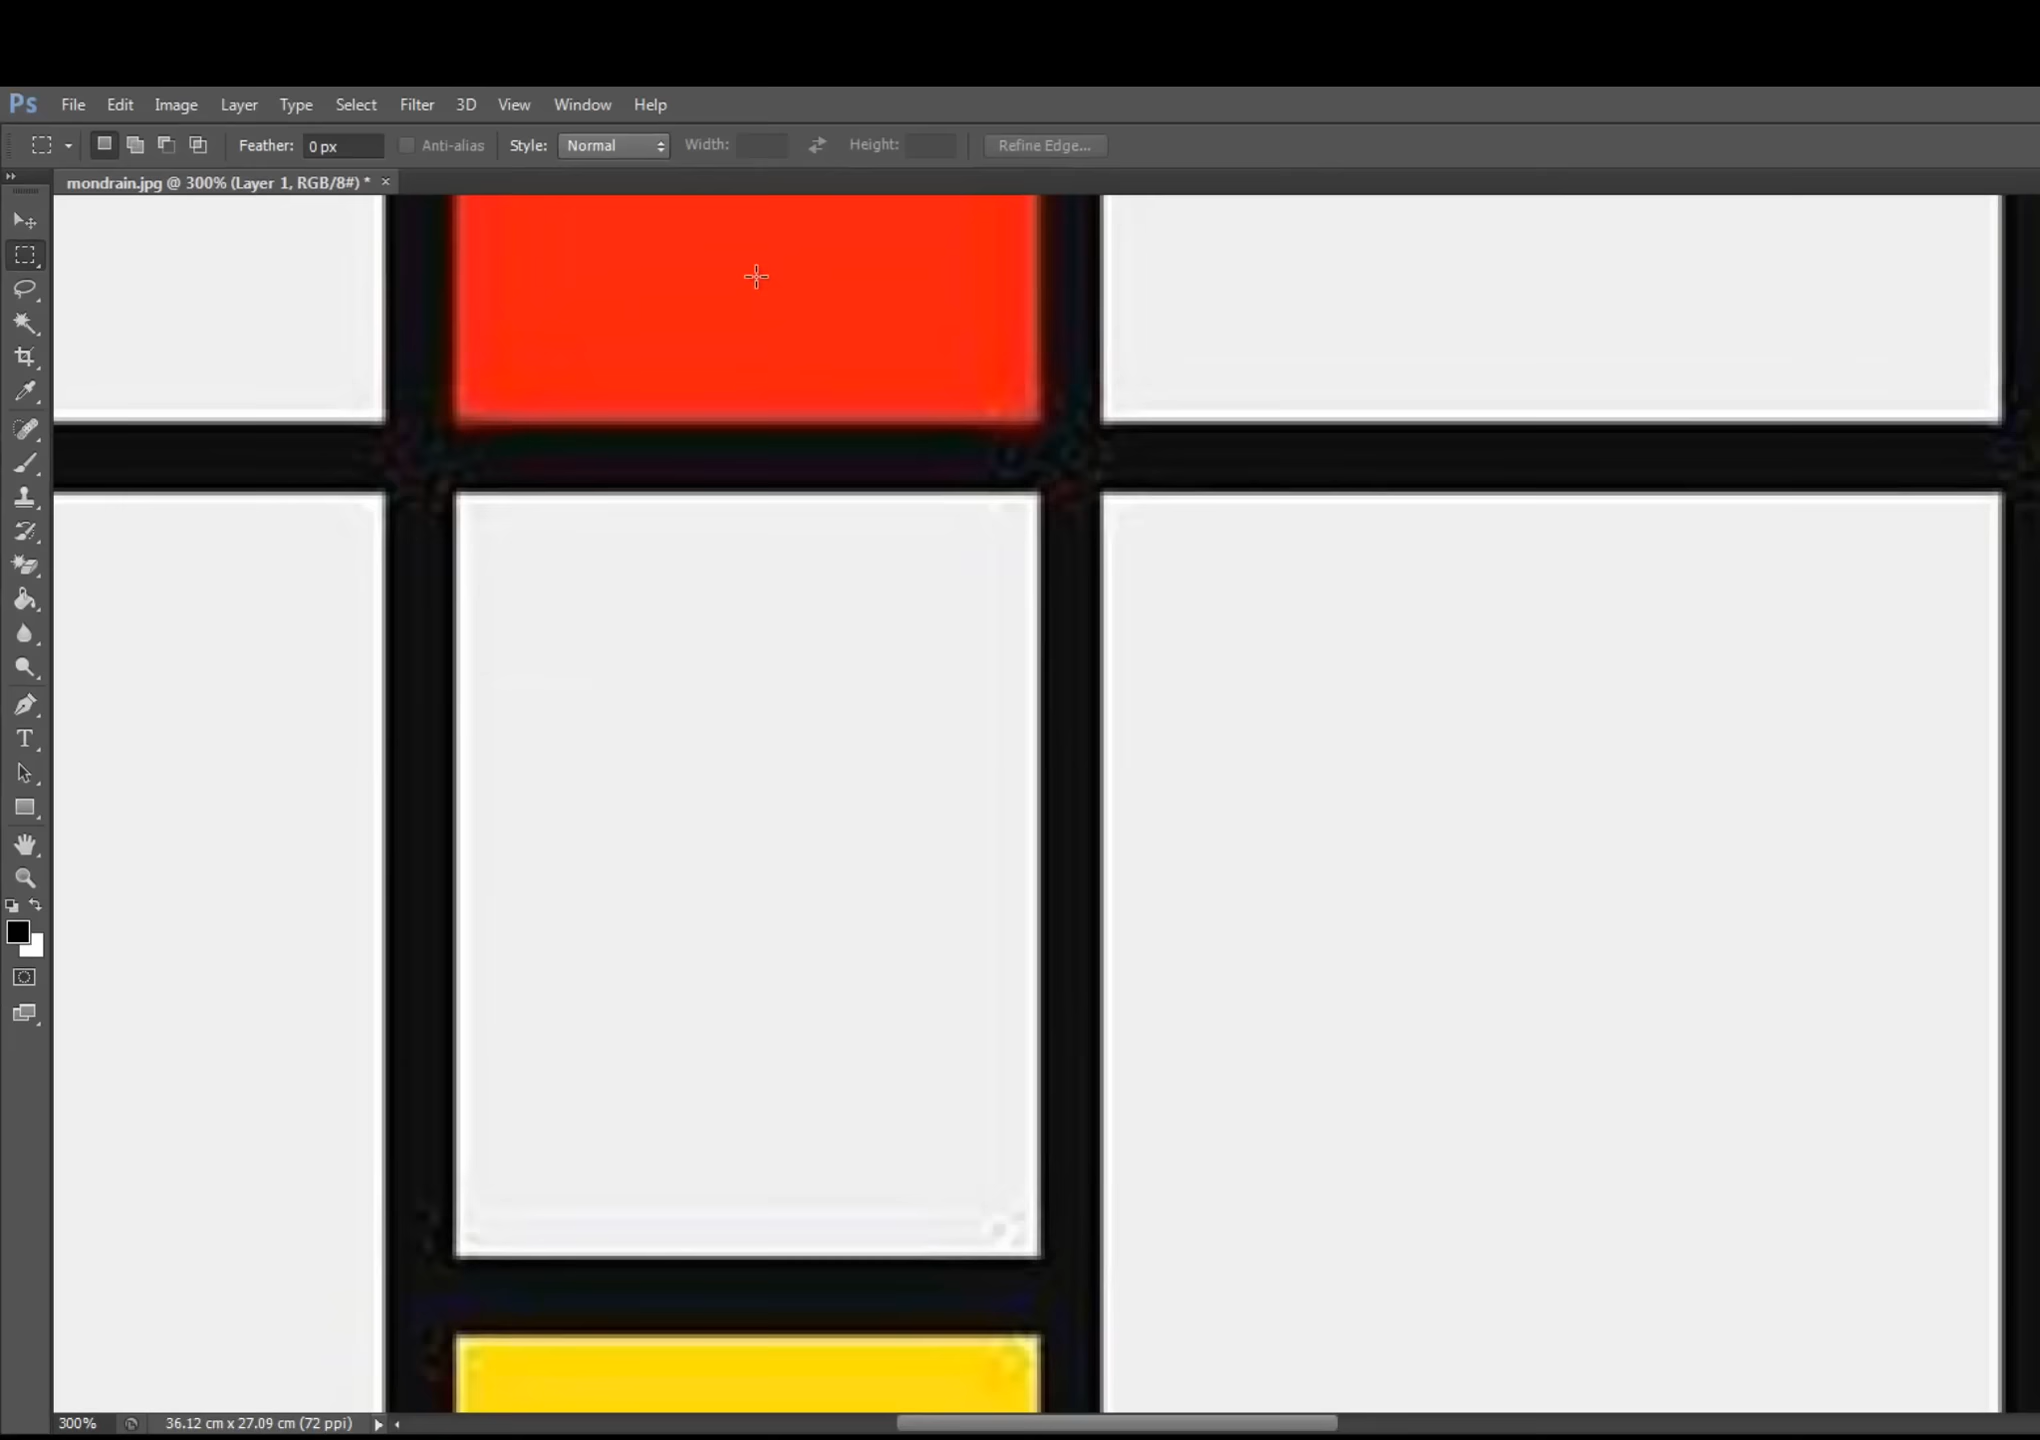 Ps File Edit Image Layer Type Select Filter 3D View Window Help
Feather: 0 px Anti-alias Style: Normal Width: Height: Refine Edge...
mondrain.jpg @ 300% (Layer 1, RGB/8#) * ×
T
300% 36.12 cm x 27.09 cm (72 ppi)